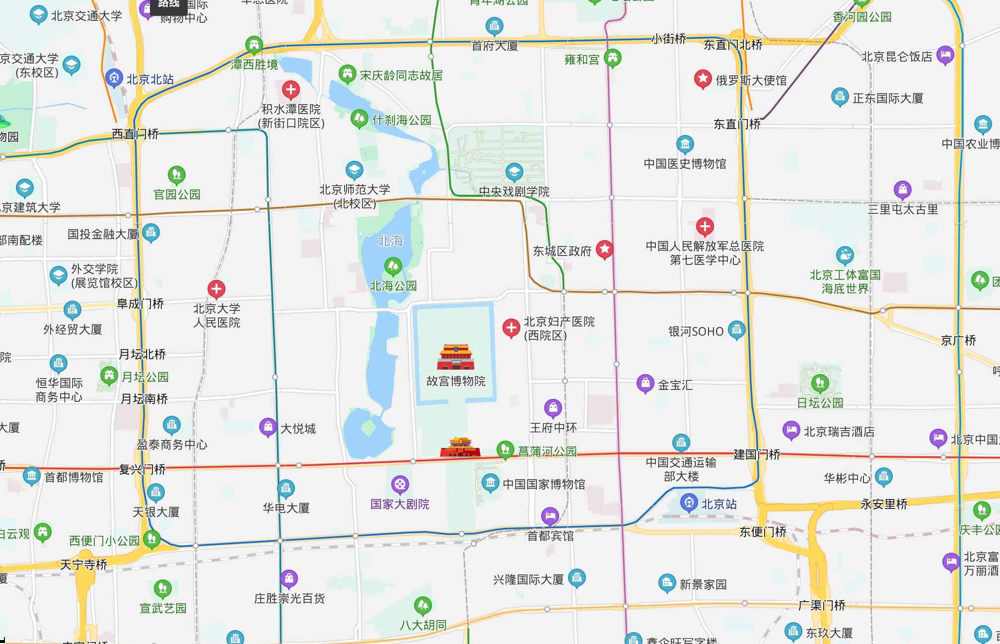 路线
青年湖公园
北京交通大学
国际
购物中心
香河园公园
首府大厦
小街桥
东直门北桥
京交通大学
(东校区)
北京北站
潭西胜境
宋庆龄同志故居
雍和宫
俄罗斯大使馆
北京昆仑饭店
正东国际大厦
积水潭医院
(新街口院区)
什刹海公园
东直门桥
物园
西直门桥
中国农业博
中国医史博物馆
官园公园
北京师范大学
(北校区)
中央戏剧学院
京建筑大学
三里屯太古里
国投金融大厦
部南配楼
北海
东城区政府
中国人民解放军总医院
第七医学中心
外交学院
(展览馆校区)
北海公园
北京工体富国
海底世界
阜成门桥
北京大学
人民医院
外经贸大厦
北京妇产医院
(西院区)
银河SOHO
京广桥
月坛北桥
院
月坛公园
恒华国际
商务中心
故宫博物院
金宝汇
月坛南桥
日坛公园
大厦
大悦城
王府中环
北京瑞吉酒店
北京中国
盈泰商务中心
菖蒲河公园
建国门桥
桥
复兴门桥
首都博物馆
中国交通运输
部大楼
中国国家博物馆
华彬中心
国家大剧院
天银大厦
华电大厦
北京站
永安里桥
白云观
西便门小公园
首都宾馆
东便门桥
庆丰公园
天宁寺桥
北京富
万丽酒
厦
兴隆国际大厦
新景家园
庄胜崇光百货
宣武艺园
广渠门桥
八大胡同
东玖大厦